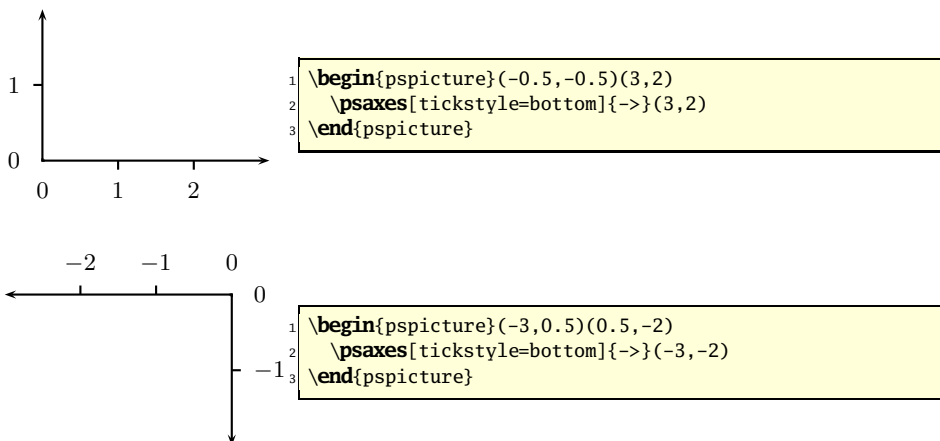 1
0
0 1 2
1 \begin{pspicture}(-0.5,-0.5)(3,2)
2 \psaxes[tickstyle=bottom]{->}(3,2)
3 \end{pspicture}
−2 −1 0
0
−1
1 \begin{pspicture}(-3,0.5)(0.5,-2)
2 \psaxes[tickstyle=bottom]{->}(-3,-2)
3 \end{pspicture}